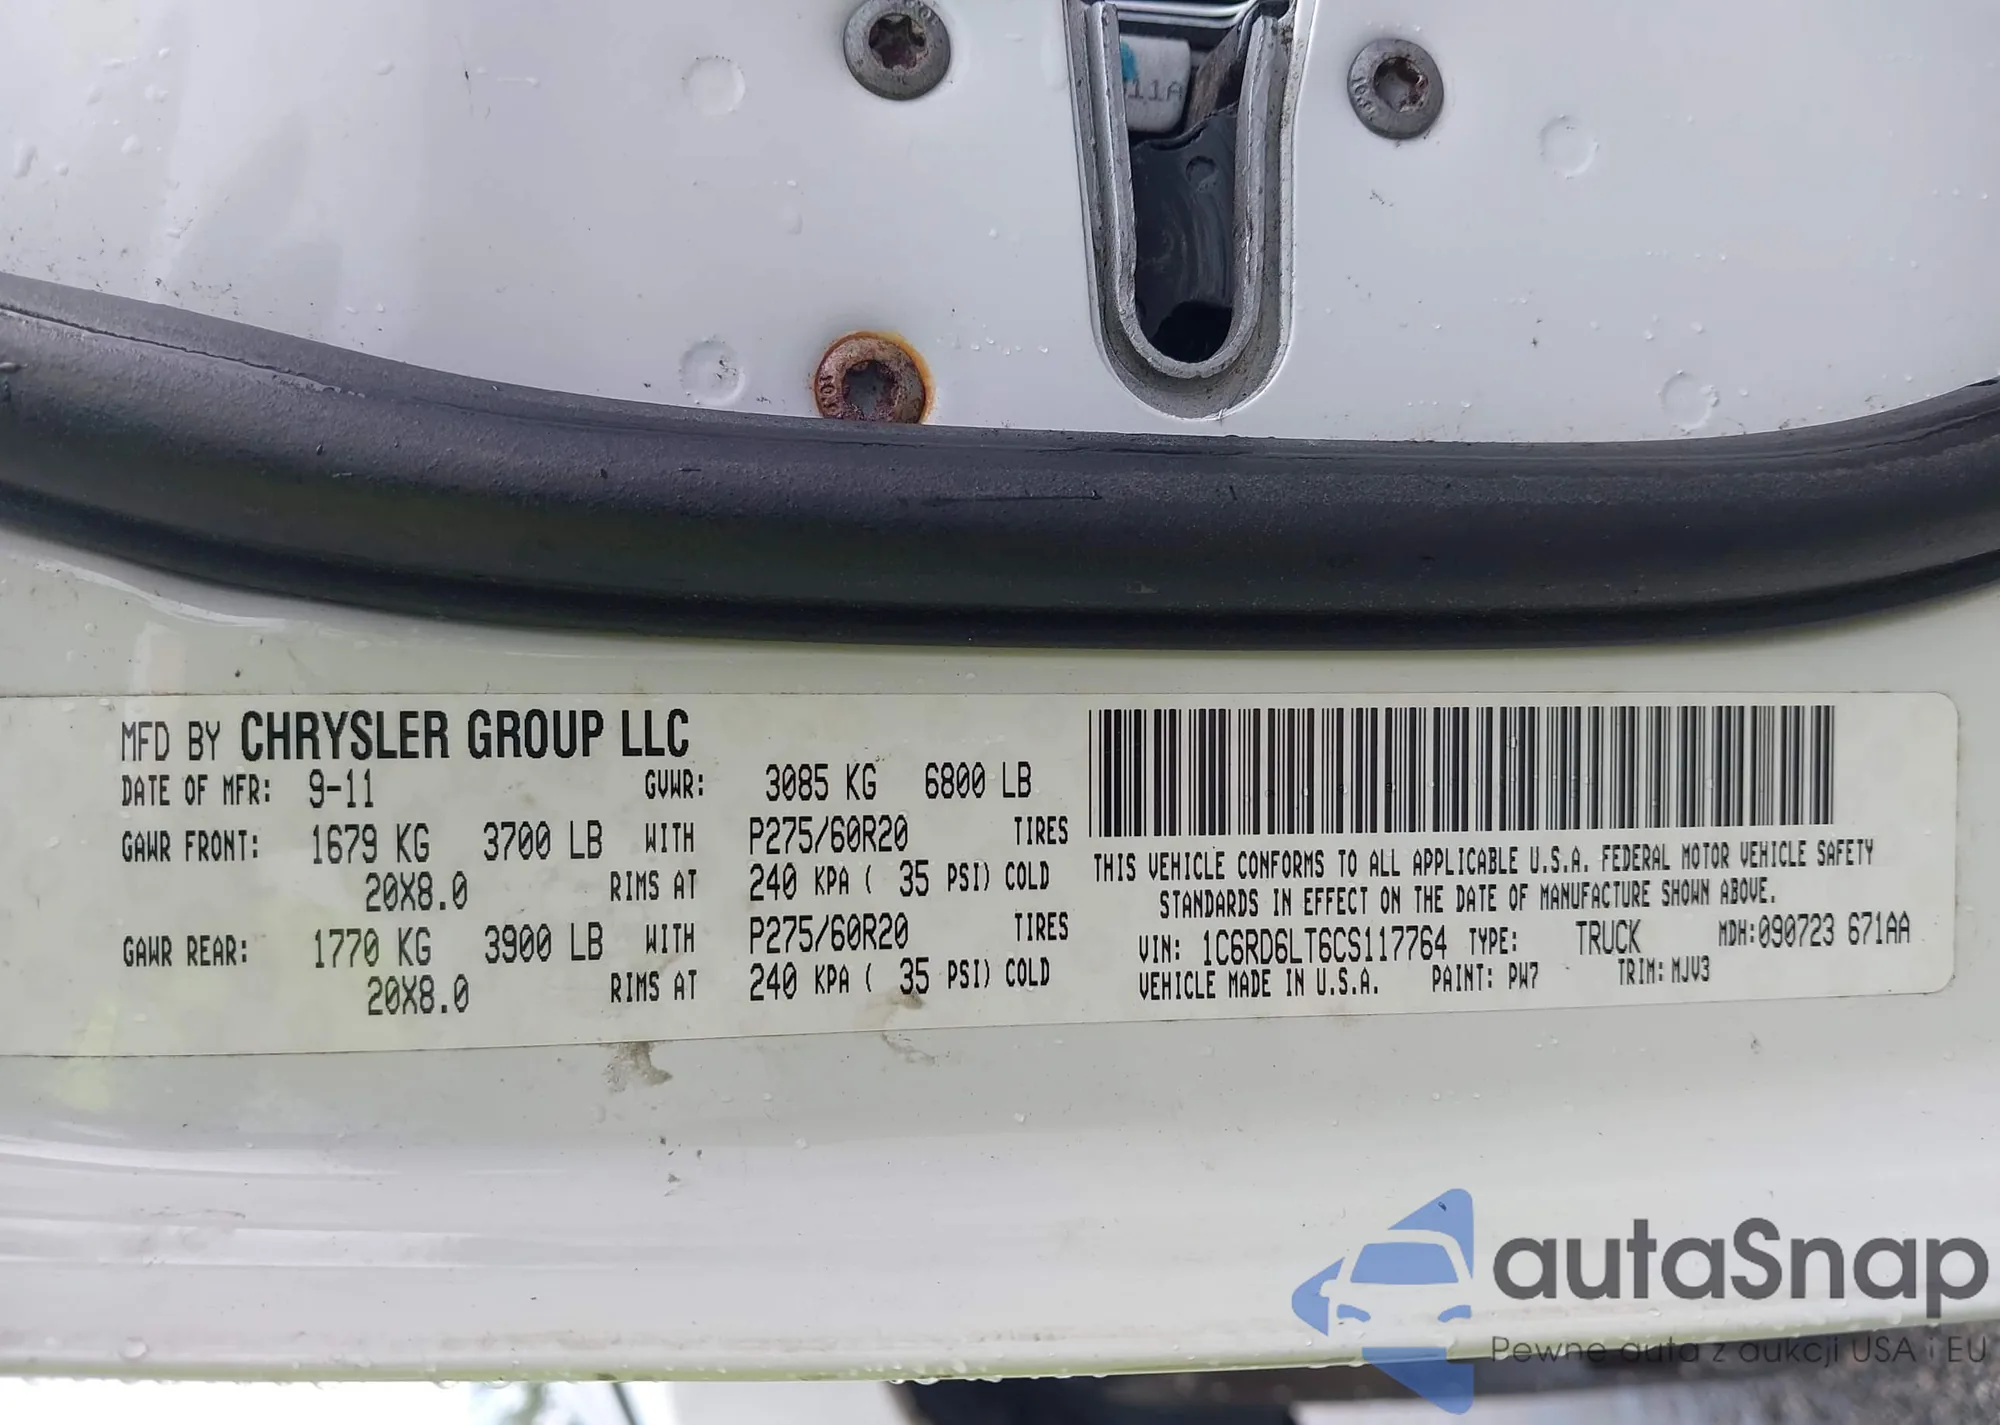 11A
MFD BY CHRYSLER GROUP LLC
DATE OF MFR: 9-11 GVWR: 3085 KG 6800 LB
GAWR FRONT: 1679 KG 3700 LB WITH P275/60R20 TIRES
20X8.0 RIMS AT 240 KPA ( 35 PSI) COLD
GAWR REAR: 1770 KG 3900 LB WITH P275/60R20 TIRES
20X8.0 RIMS AT 240 KPA ( 35 PSI) COLD
THIS VEHICLE CONFORMS TO ALL APPLICABLE U.S.A. FEDERAL MOTOR VEHICLE SAFETY
STANDARDS IN EFFECT ON THE DATE OF MANUFACTURE SHOWN ABOVE.
VIN: 1C6RD6LT6CS117764 TYPE: TRUCK MDH:090723 671AA
VEHICLE MADE IN U.S.A. PAINT: PW7 TRIM: MJV3
autaSnap
Pewne auta z aukcji USA i EU